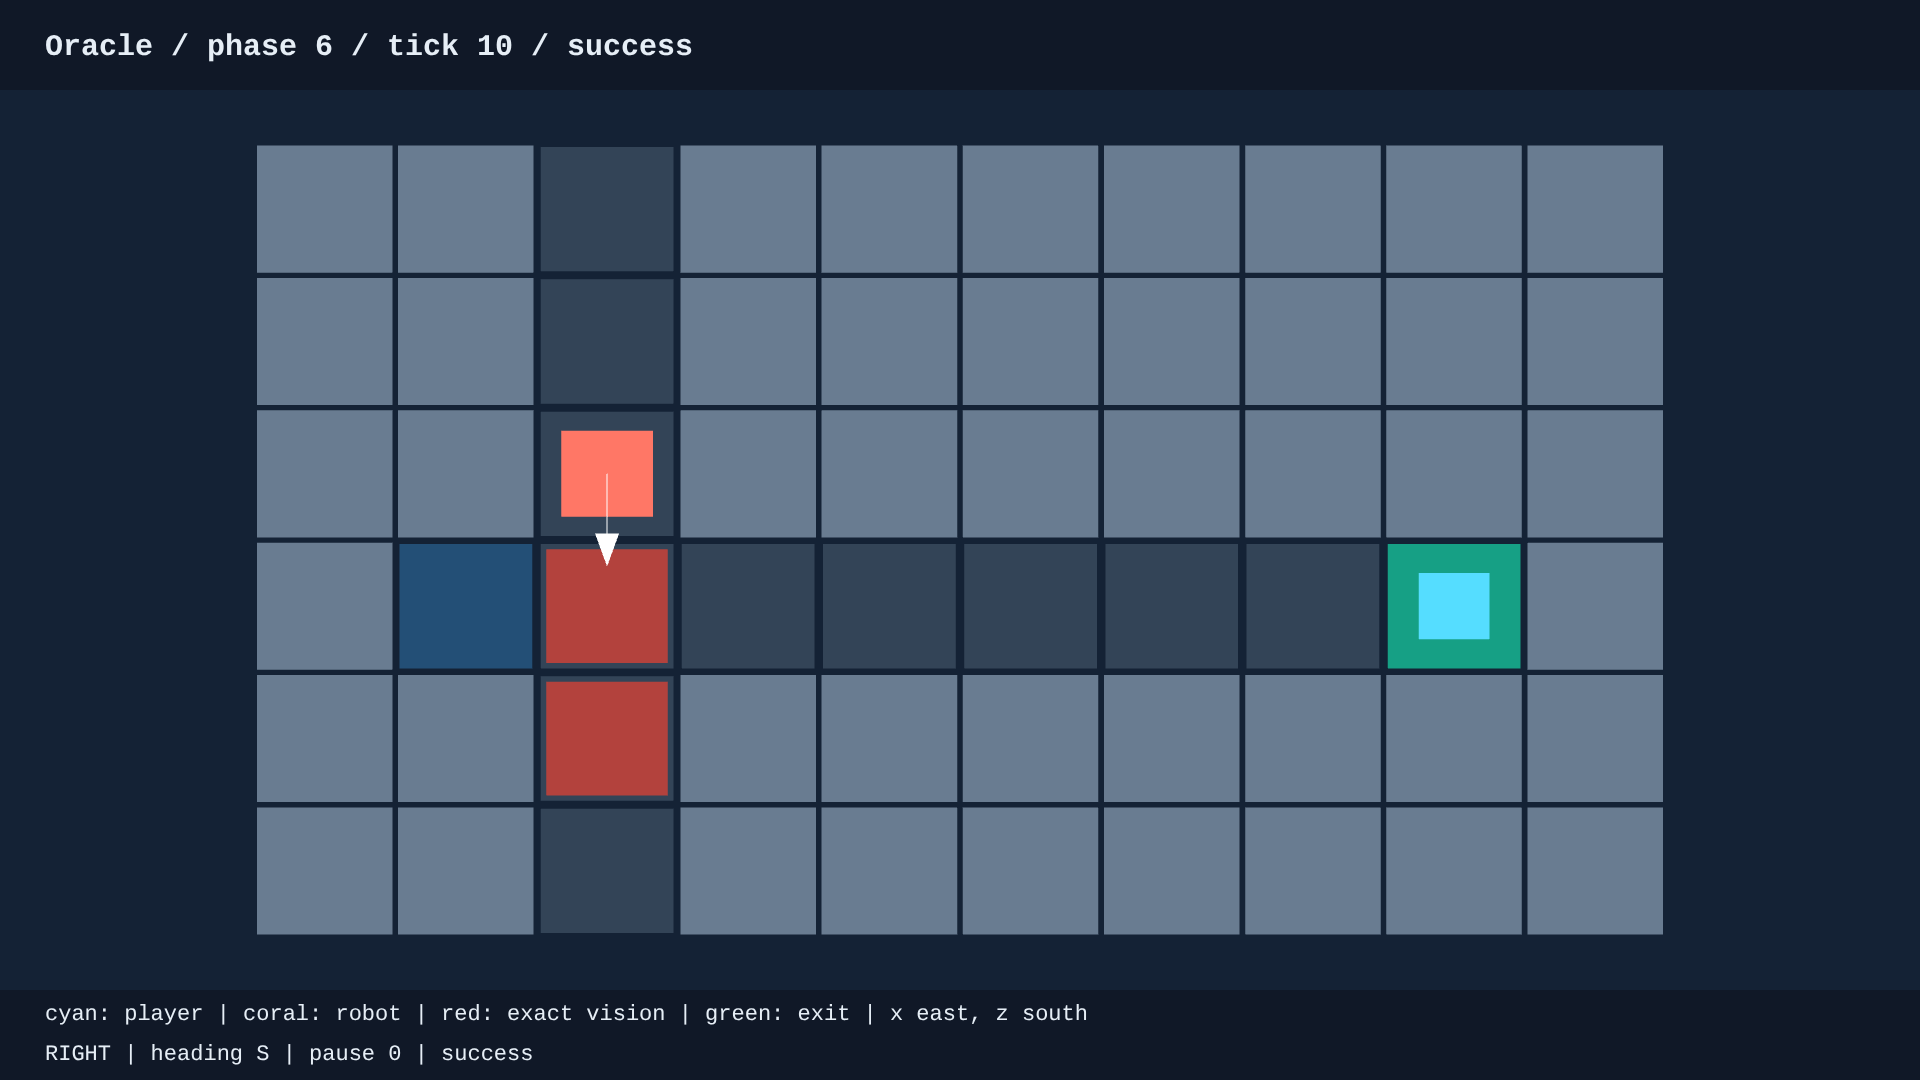 Oracle / phase 6 / tick 10 / success
cyan: player | coral: robot | red: exact vision | green: exit | x east, z south
RIGHT | heading S | pause 0 | success